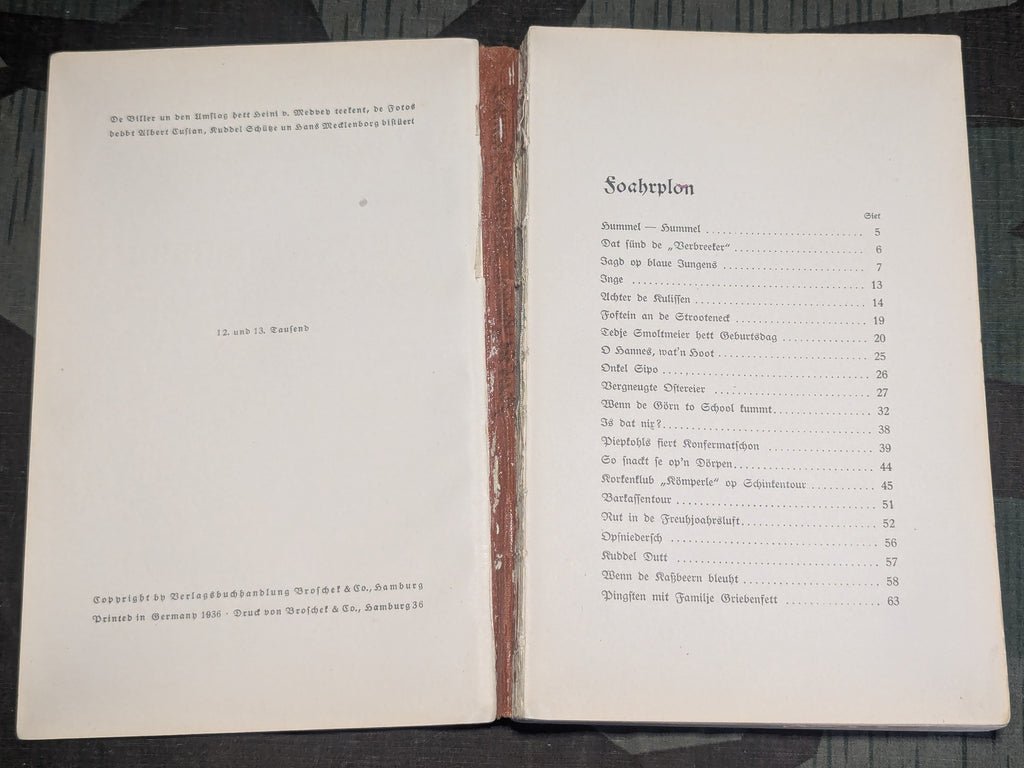 De Biller un den Umslag hett Heini v. Medvey teekent, de Fotos
hebbt Albert Cusian, Kuddel Schütze un Hans Mecklenborg bistüert
12. und 13. Tausend
Copyright by Verlagsbuchhandlung Broschek & Co., Hamburg
Printed in Germany 1936 · Druck von Broschek & Co., Hamburg 36
Foahrplon
Siet
Hummel — Hummel 5
Dat sünd de „Verbreeker" 6
Jagd op blaue Jungens 7
Inge 13
Achter de Kulissen 14
Foftein an de Strooteneck 19
Tedje Smoltmeier hett Geburtsdag 20
O Hannes, wat'n Hoot 25
Onkel Sipo 26
Vergneugte Ostereier 27
Wenn de Görn to School kummt 32
Is dat nix? 38
Piepkohls fiert Konfermatschon 39
So snackt se op'n Dörpen 44
Korkenklub „Kömperle" op Schinkentour 45
Barkassentour 51
Rut in de Freuhjoahrsluft 52
Opsniedersch 56
Kuddel Dutt 57
Wenn de Kaßbeern bleuht 58
Pingsten mit Familje Griebenfett 63